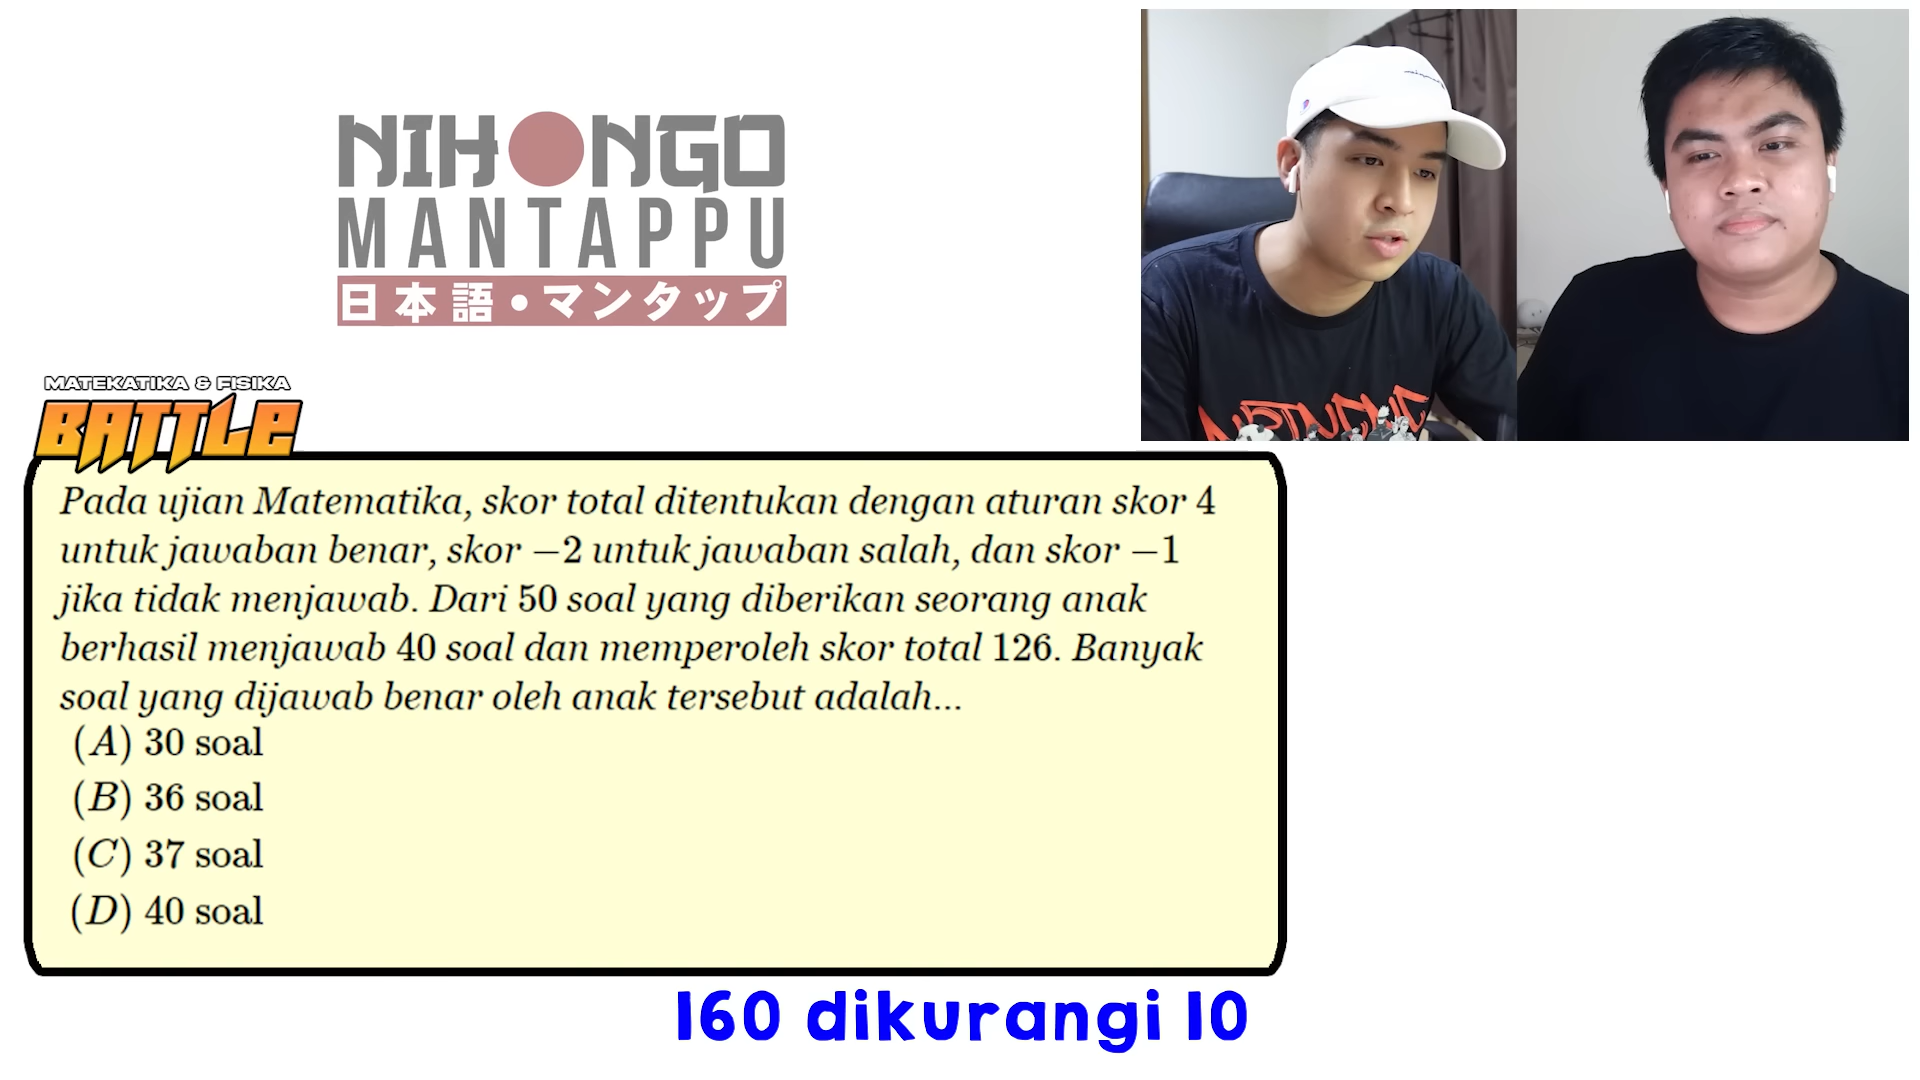 NIHONGO
MANTAPPU
日本語・マンタップ
MATEKATIKA & FISIKA
BATTLE
Pada ujian Matematika, skor total ditentukan dengan aturan skor 4
untuk jawaban benar, skor −2 untuk jawaban salah, dan skor −1
jika tidak menjawab. Dari 50 soal yang diberikan seorang anak
berhasil menjawab 40 soal dan memperoleh skor total 126. Banyak
soal yang dijawab benar oleh anak tersebut adalah...
(A) 30 soal
(B) 36 soal
(C) 37 soal
(D) 40 soal
160 dikurangi 10